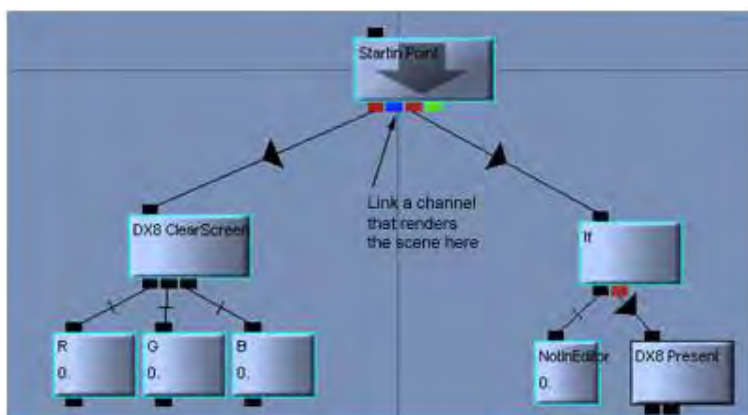 Startin Point
Link a channel
that renders
the scene here
DX8 ClearScreen
If
R
0.
G
0.
B
0.
NotInEditor
0.
DX8 Present